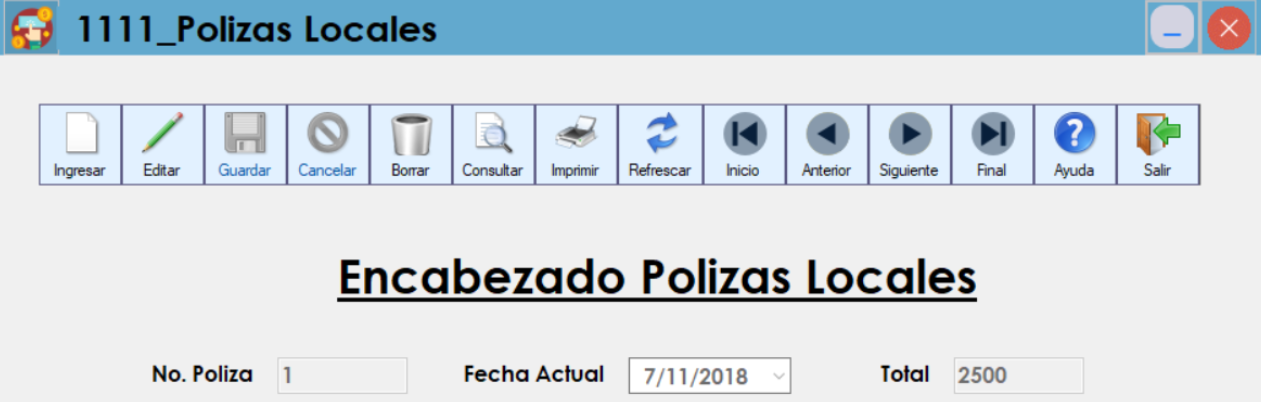 1111_Polizas Locales
Ingresar Editar Guardar Cancelar Borrar Consultar Imprimir Refrescar Inicio Anterior Siguiente Final Ayuda Salir
Encabezado Polizas Locales
No. Poliza 1 Fecha Actual 7/11/2018 Total 2500